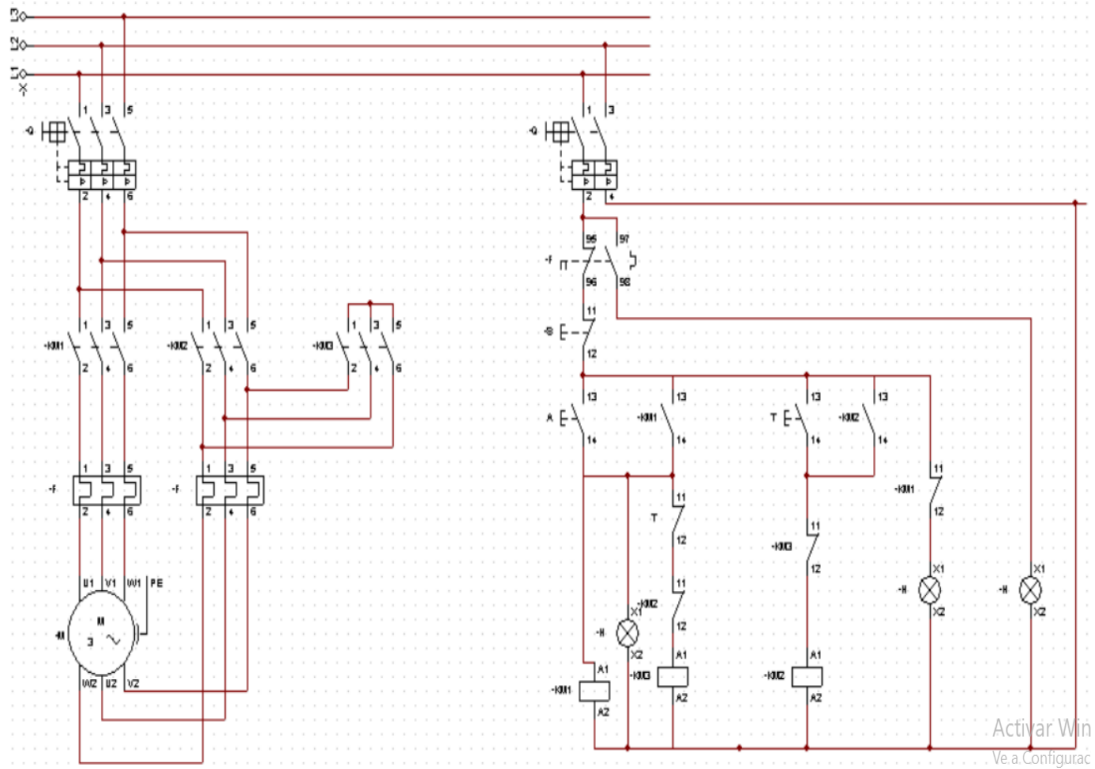 L3
L2
L1
-X
1 3 5
1 3
-Q
-Q
2 4 6
2 4
95 97
-F
96 98
11
-B
12
1 3 5
1 3 5
1 3 5
-KM1
-KM2
-KM3
2 4 6
2 4 6
2 4 6
13 13 13 13
A
-KM1
T
-KM2
14 14 14 14
1 3 5
1 3 5
-F
-F
2 4 6
2 4 6
11
-KM1
12
11
T
12
11
-KM3
12
U1 V1 W1 PE
M
3
-M
W2 U2 V2
11
-KM2
12
X1
-H
X2
X1
-H
X2
X1
-H
X2
A1
-KM1
A2
A1
-KM3
A2
A1
-KM2
A2
Activar Win
Ve a Configurac